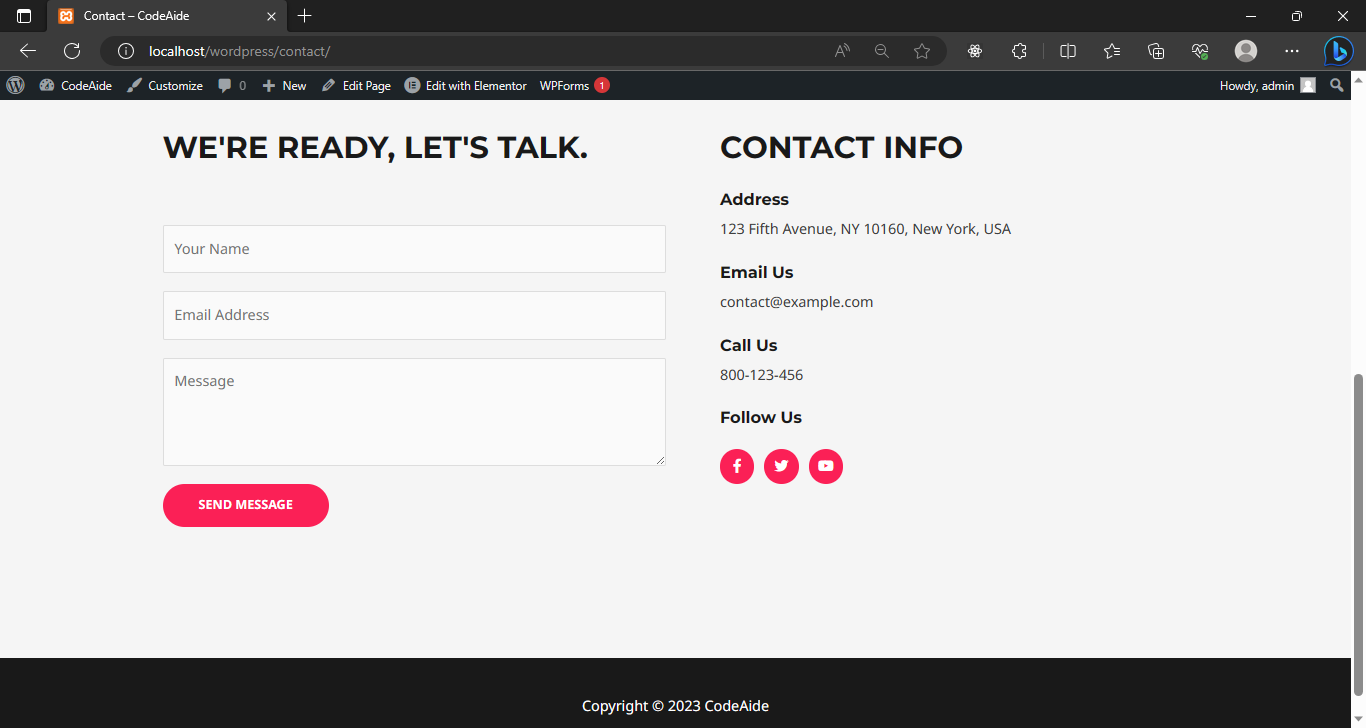 Contact – CodeAide
localhost/wordpress/contact/
CodeAide Customize 0 New Edit Page Edit with Elementor WPForms 1 Howdy, admin
WE'RE READY, LET'S TALK.
Your Name
Email Address
Message
SEND MESSAGE
CONTACT INFO
Address
123 Fifth Avenue, NY 10160, New York, USA
Email Us
contact@example.com
Call Us
800-123-456
Follow Us
Copyright © 2023 CodeAide